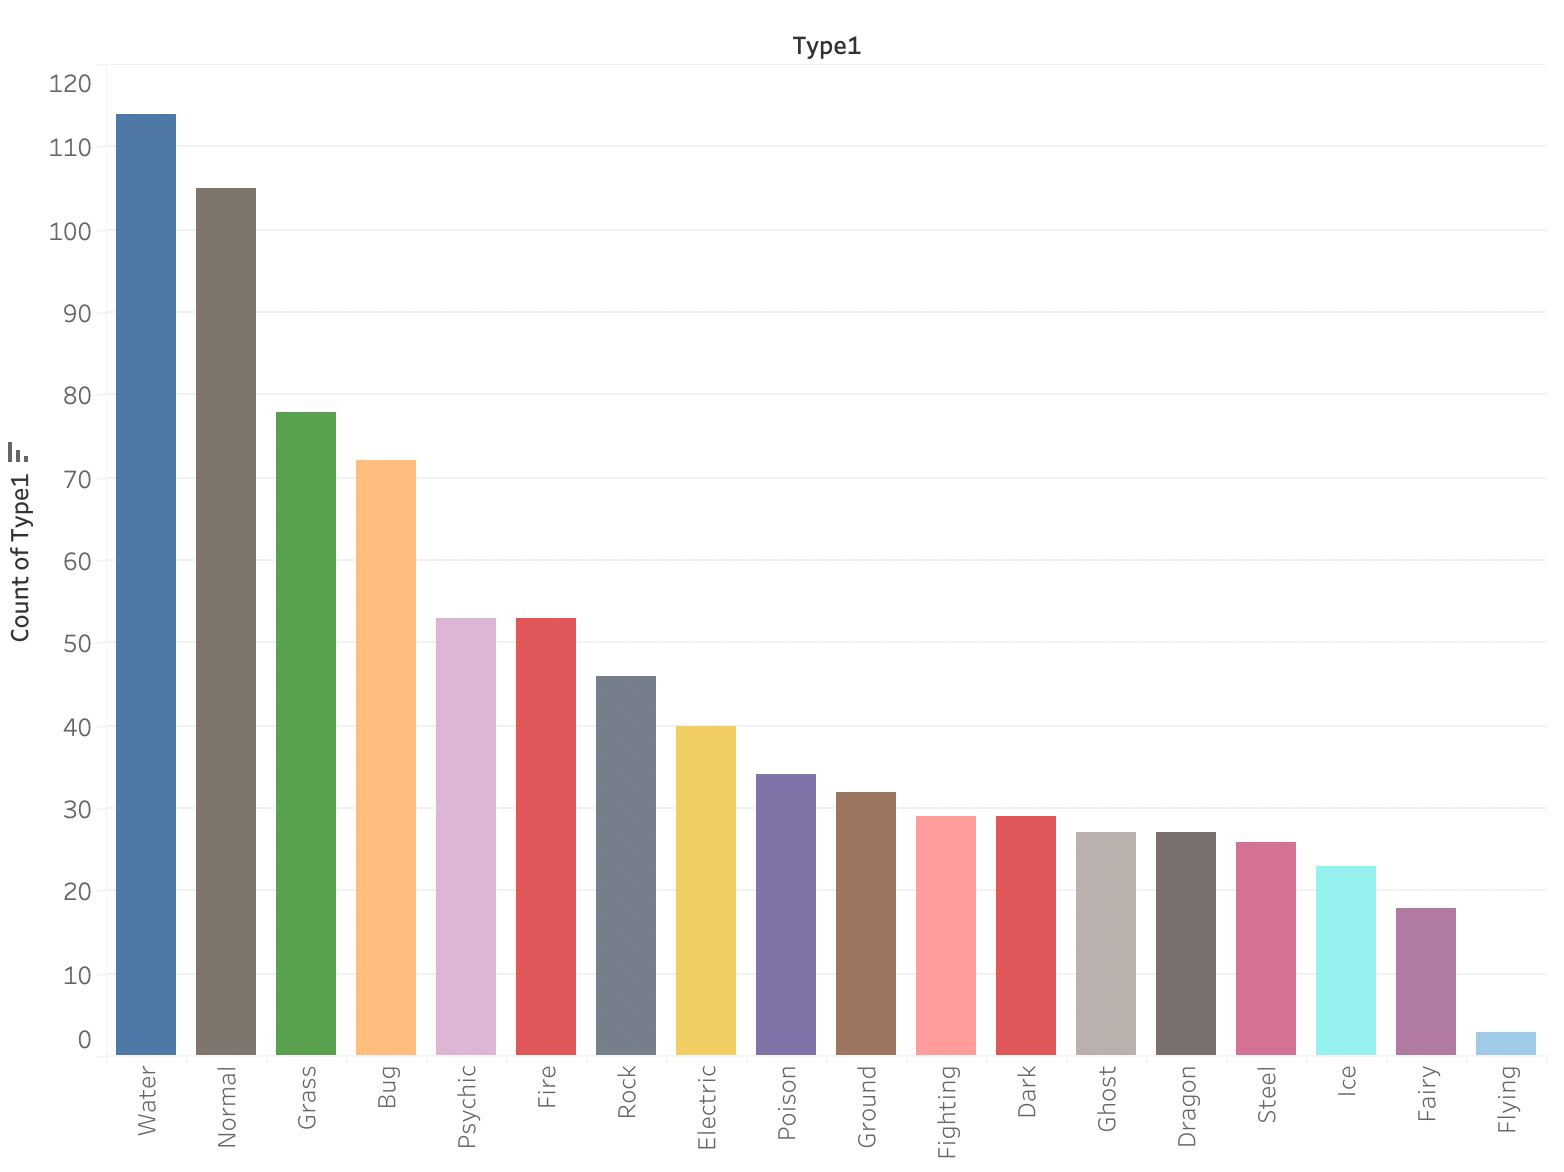 Type1
120
110
100
90
80
70
60
50
40
30
20
10
0
Count of Type1
Water
Normal
Grass
Bug
Psychic
Fire
Rock
Electric
Poison
Ground
Fighting
Dark
Ghost
Dragon
Steel
Ice
Fairy
Flying